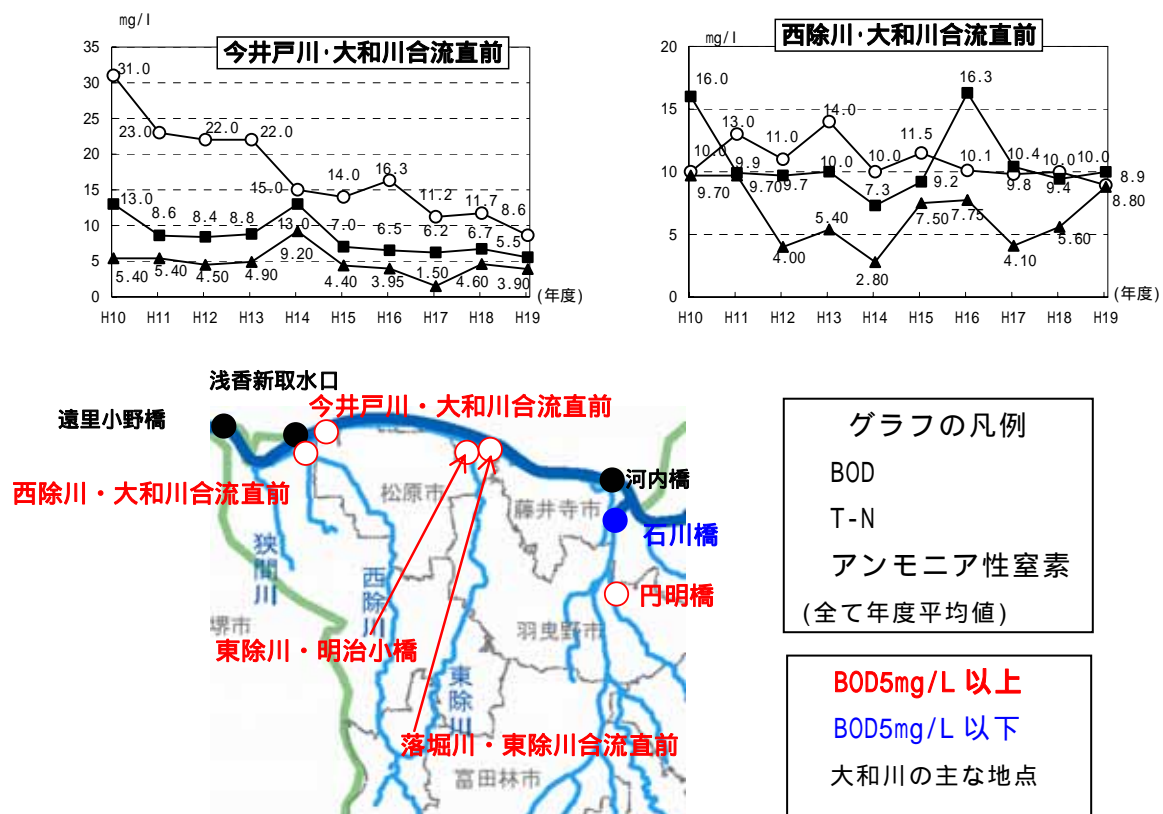 mg/l
今井戸川・大和川合流直前
35
30
25
20
15
10
5
0
31.0
23.0
22.0
22.0
15.0
14.0
16.3
11.2
11.7
8.6
13.0
8.6
8.4
8.8
13.0
7.0
6.5
6.2
6.7
5.5
5.40
5.40
4.50
4.90
9.20
4.40
3.95
1.50
4.60
3.90
H10 H11 H12 H13 H14 H15 H16 H17 H18 H19
(年度)
mg/l
西除川・大和川合流直前
20
15
10
5
0
16.0
9.9
9.7
10.0
7.3
9.2
16.3
10.4
9.4
10.0
10.0
13.0
11.0
14.0
10.0
11.5
10.1
9.8
10.0
8.9
9.70
9.70
4.00
5.40
2.80
7.50
7.75
4.10
5.60
8.80
H10 H11 H12 H13 H14 H15 H16 H17 H18 H19
(年度)
浅香新取水口
遠里小野橋
今井戸川・大和川合流直前
西除川・大和川合流直前
松原市
河内橋
藤井寺市
石川橋
狭間川
西除川
円明橋
堺市
羽曳野市
東除川・明治小橋
東除川
落堀川・東除川合流直前
富田林市
グラフの凡例
BOD
T-N
アンモニア性窒素
(全て年度平均値)
BOD5mg/L 以上
BOD5mg/L 以下
大和川の主な地点